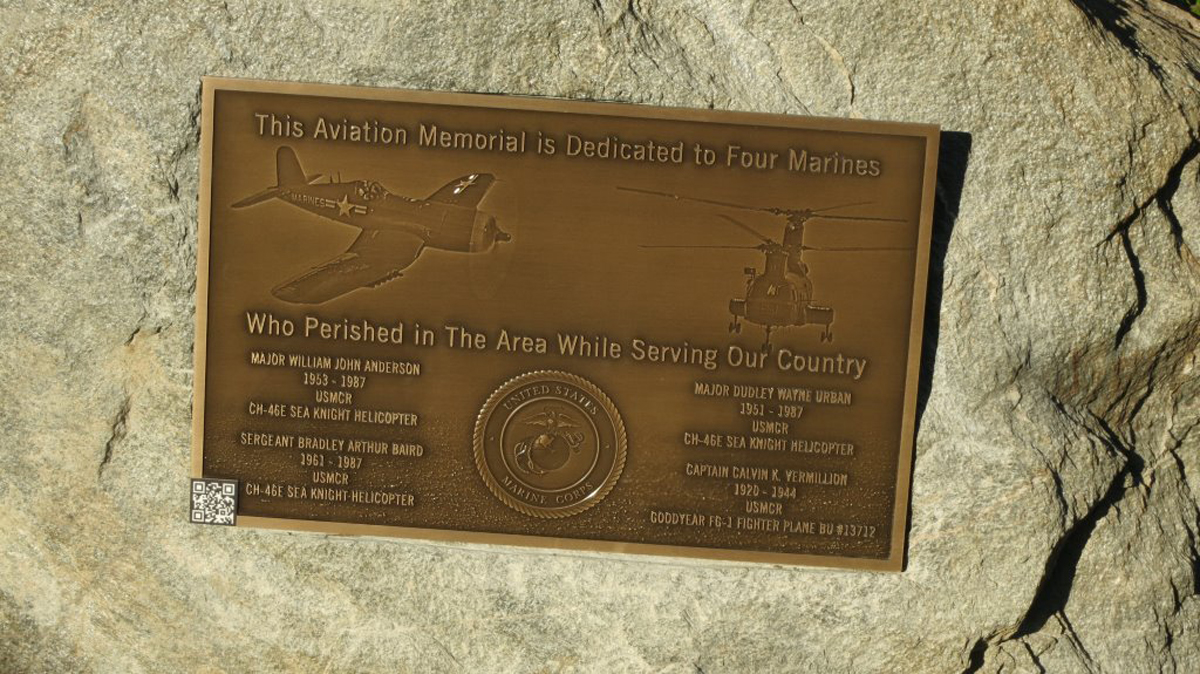 This Aviation Memorial is Dedicated to Four Marines
MARINES
Who Perished in The Area While Serving Our Country
MAJOR WILLIAM JOHN ANDERSON
1953 - 1987
USMCR
CH-46E SEA KNIGHT HELICOPTER
SERGEANT BRADLEY ARTHUR BAIRD
1961 - 1987
USMCR
CH-46E SEA KNIGHT HELICOPTER
UNITED STATES
MARINE CORPS
MAJOR DUDLEY WAYNE URBAN
1951 - 1987
USMCR
CH-46E SEA KNIGHT HELICOPTER
CAPTAIN CALVIN K. VERMILLION
1920 - 1944
USMCR
GOODYEAR FG-1 FIGHTER PLANE BU #13712